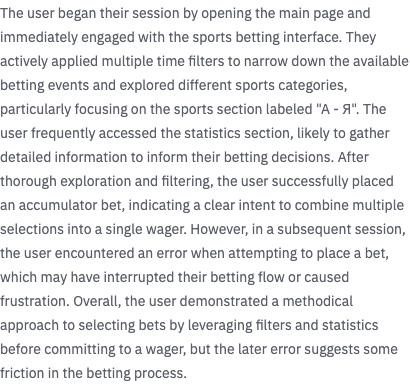 The user began their session by opening the main page and
immediately engaged with the sports betting interface. They
actively applied multiple time filters to narrow down the available
betting events and explored different sports categories,
particularly focusing on the sports section labeled "А - Я". The
user frequently accessed the statistics section, likely to gather
detailed information to inform their betting decisions. After
thorough exploration and filtering, the user successfully placed
an accumulator bet, indicating a clear intent to combine multiple
selections into a single wager. However, in a subsequent session,
the user encountered an error when attempting to place a bet,
which may have interrupted their betting flow or caused
frustration. Overall, the user demonstrated a methodical
approach to selecting bets by leveraging filters and statistics
before committing to a wager, but the later error suggests some
friction in the betting process.